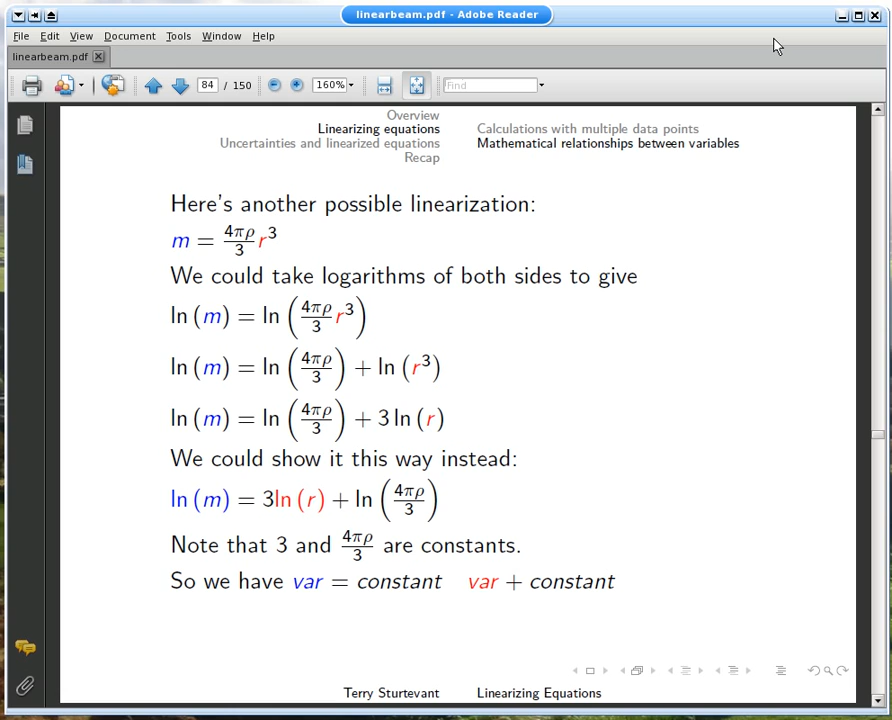 linearbeam.pdf - Adobe Reader
File Edit View Document Tools Window Help
linearbeam.pdf
84 / 150 160% Find
Overview
Linearizing equations
Uncertainties and linearized equations
Recap
Calculations with multiple data points
Mathematical relationships between variables
Here's another possible linearization:
m = 4πρ/3 r³
We could take logarithms of both sides to give
ln (m) = ln (4πρ/3 r³)
ln (m) = ln (4πρ/3) + ln (r³)
ln (m) = ln (4πρ/3) + 3 ln (r)
We could show it this way instead:
ln (m) = 3ln (r) + ln (4πρ/3)
Note that 3 and 4πρ/3 are constants.
So we have var = constant var + constant
Terry Sturtevant Linearizing Equations